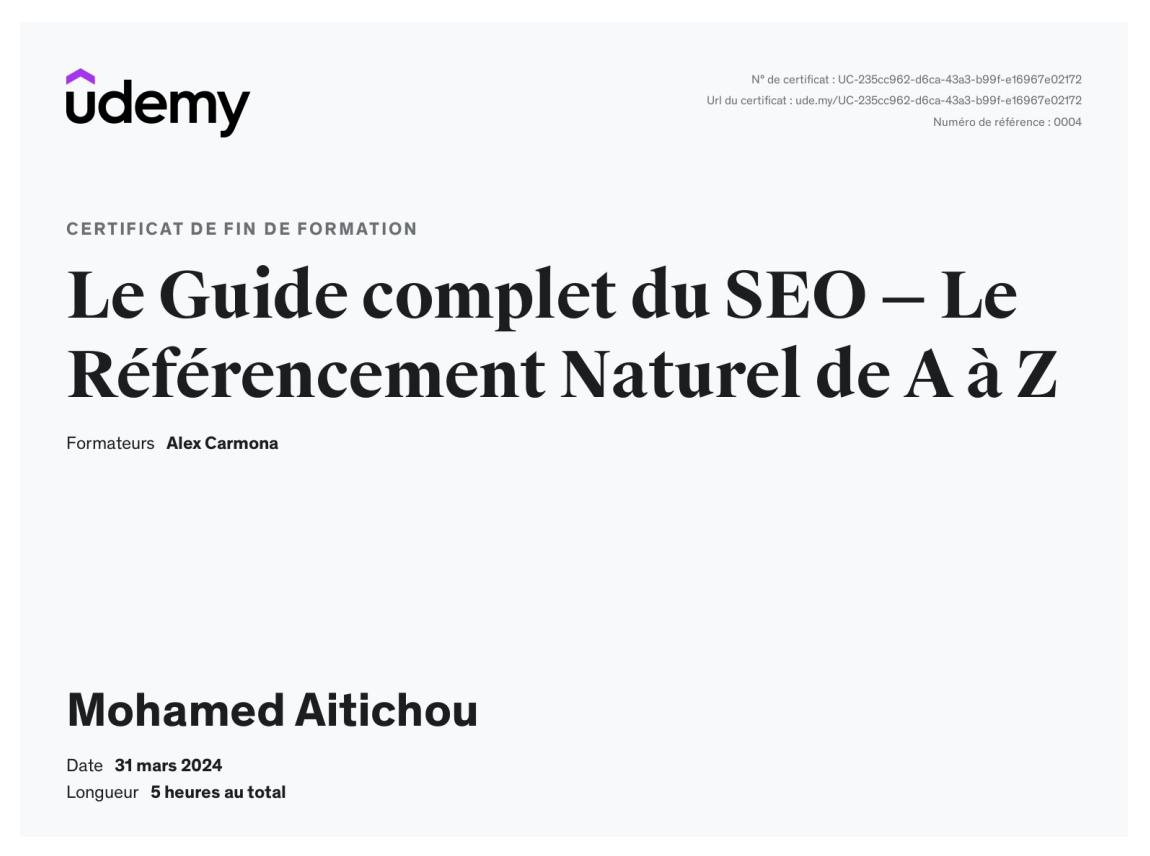 udemy
N° de certificat : UC-235cc962-d6ca-43a3-b99f-e16967e02172
Url du certificat : ude.my/UC-235cc962-d6ca-43a3-b99f-e16967e02172
Numéro de référence : 0004
CERTIFICAT DE FIN DE FORMATION
Le Guide complet du SEO – Le
Référencement Naturel de A à Z
Formateurs Alex Carmona
Mohamed Aitichou
Date 31 mars 2024
Longueur 5 heures au total